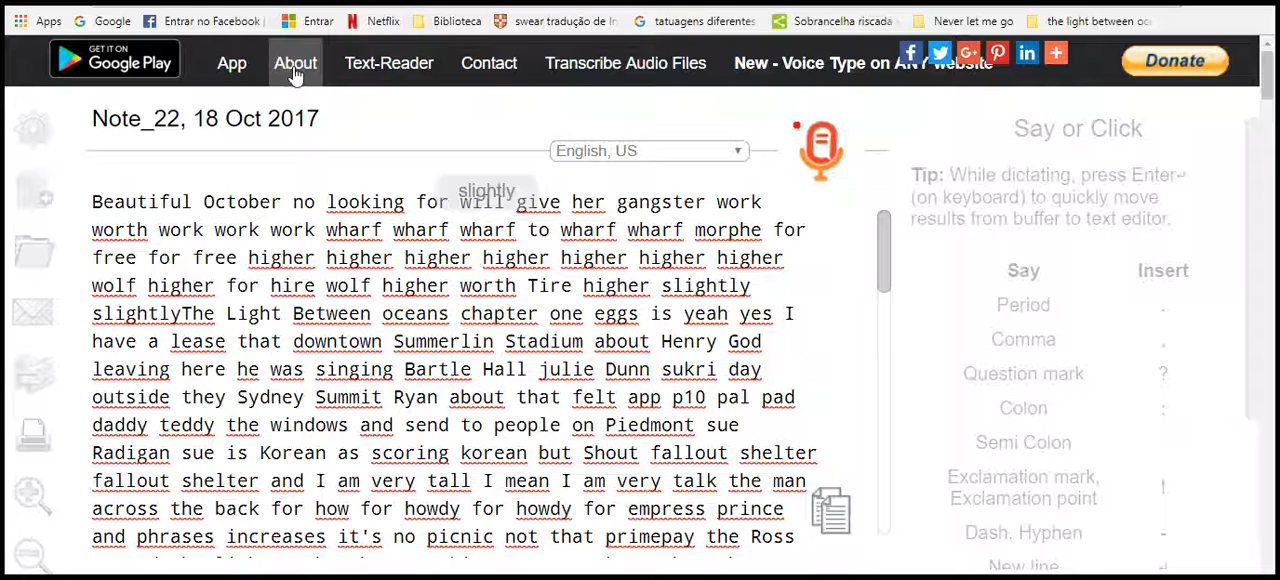 Apps Google Entrar no Facebook Entrar Netflix Biblioteca swear tradução de In tatuagens diferentes Sobrancelha riscada Never let me go the light between oc
GET IT ON
Google Play App About Text-Reader Contact Transcribe Audio Files New - Voice Type on ANY website Donate
Note_22, 18 Oct 2017
English, US
slightly
Beautiful October no looking for will give her gangster work
worth work work work wharf wharf wharf to wharf wharf morphe for
free for free higher higher higher higher higher higher higher
wolf higher for hire wolf higher worth Tire higher slightly
slightlyThe Light Between oceans chapter one eggs is yeah yes I
have a lease that downtown Summerlin Stadium about Henry God
leaving here he was singing Bartle Hall julie Dunn sukri day
outside they Sydney Summit Ryan about that felt app p10 pal pad
daddy teddy the windows and send to people on Piedmont sue
Radigan sue is Korean as scoring korean but Shout fallout shelter
fallout shelter and I am very tall I mean I am very talk the man
across the back for how for howdy for howdy for empress prince
and phrases increases it's no picnic not that primepay the Ross
Say or Click
Tip: While dictating, press Enter↵
(on keyboard) to quickly move
results from buffer to text editor.
Say Insert
Period .
Comma ,
Question mark ?
Colon :
Semi Colon
Exclamation mark,
Exclamation point !
Dash, Hyphen -
New line ↵